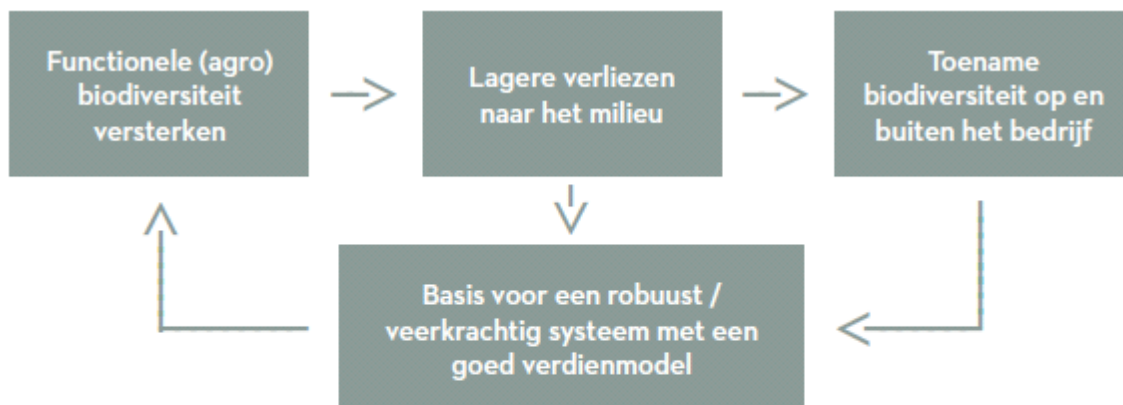 Functionele (agro)
biodiversiteit
versterken
Lagere verliezen
naar het milieu
Toename
biodiversiteit op en
buiten het bedrijf
Basis voor een robuust /
veerkrachtig systeem met een
goed verdienmodel